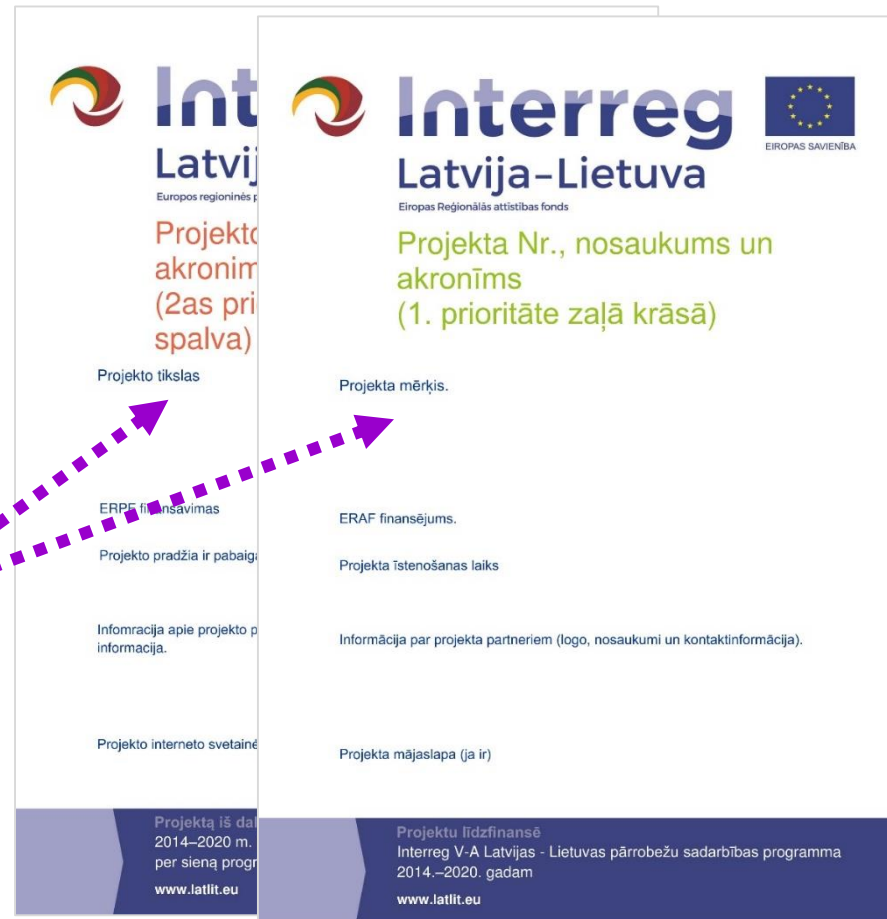 Int
Latvij
Europos regioninės p
Projekto
akronim
(2as pri
spalva)
Projekto tikslas
ERPF finansavimas
Projekto pradžia ir pabaiga
Infomracija apie projekto p
informacija.
Projekto interneto svetainė
Projektą iš dal
2014–2020 m.
per sieną progr
www.latlit.eu
Interreg
EIROPAS SAVIENĪBA
Latvija–Lietuva
Eiropas Reģionālās attīstības fonds
Projekta Nr., nosaukums un
akronīms
(1. prioritāte zaļā krāsā)
Projekta mērķis.
ERAF finansējums.
Projekta īstenošanas laiks
Informācija par projekta partneriem (logo, nosaukumi un kontaktinformācija).
Projekta mājaslapa (ja ir)
Projektu līdzfinansē
Interreg V-A Latvijas - Lietuvas pārrobežu sadarbības programma
2014.–2020. gadam
www.latlit.eu